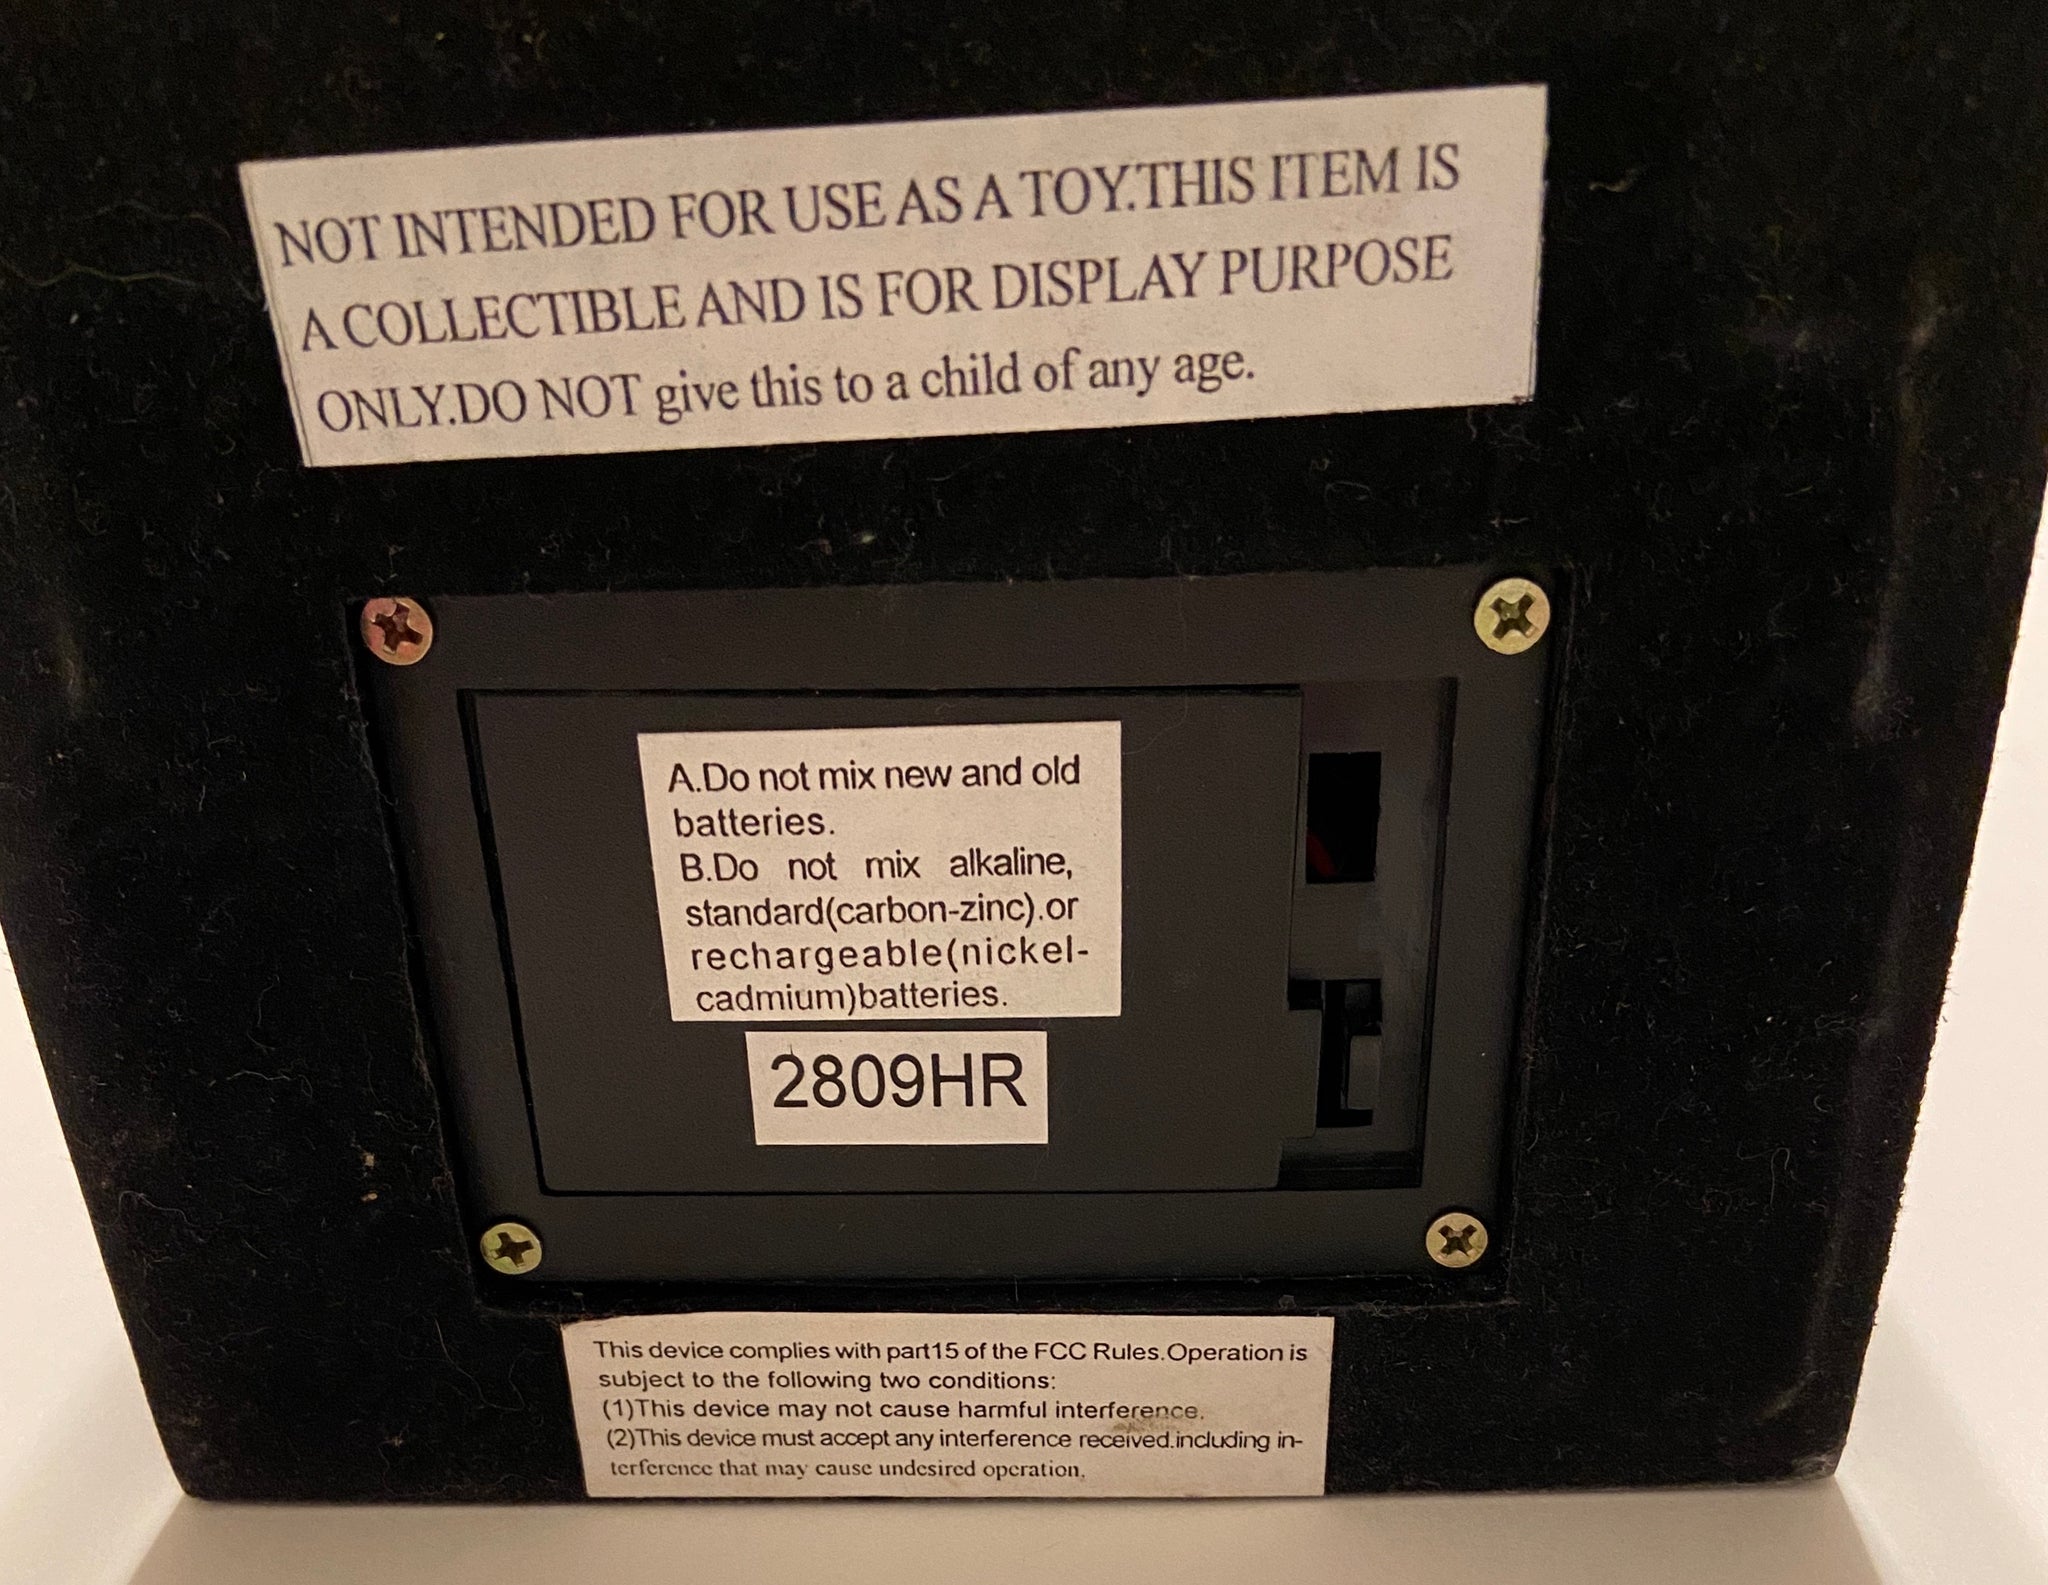 NOT INTENDED FOR USE AS A TOY.THIS ITEM IS
A COLLECTIBLE AND IS FOR DISPLAY PURPOSE
ONLY.DO NOT give this to a child of any age.
A.Do not mix new and old
batteries.
B.Do not mix alkaline,
standard(carbon-zinc).or
rechargeable(nickel-
cadmium)batteries.
2809HR
This device complies with part15 of the FCC Rules.Operation is
subject to the following two conditions:
(1)This device may not cause harmful interference.
(2)This device must accept any interference received.including in-
terference that may cause undesired operation.